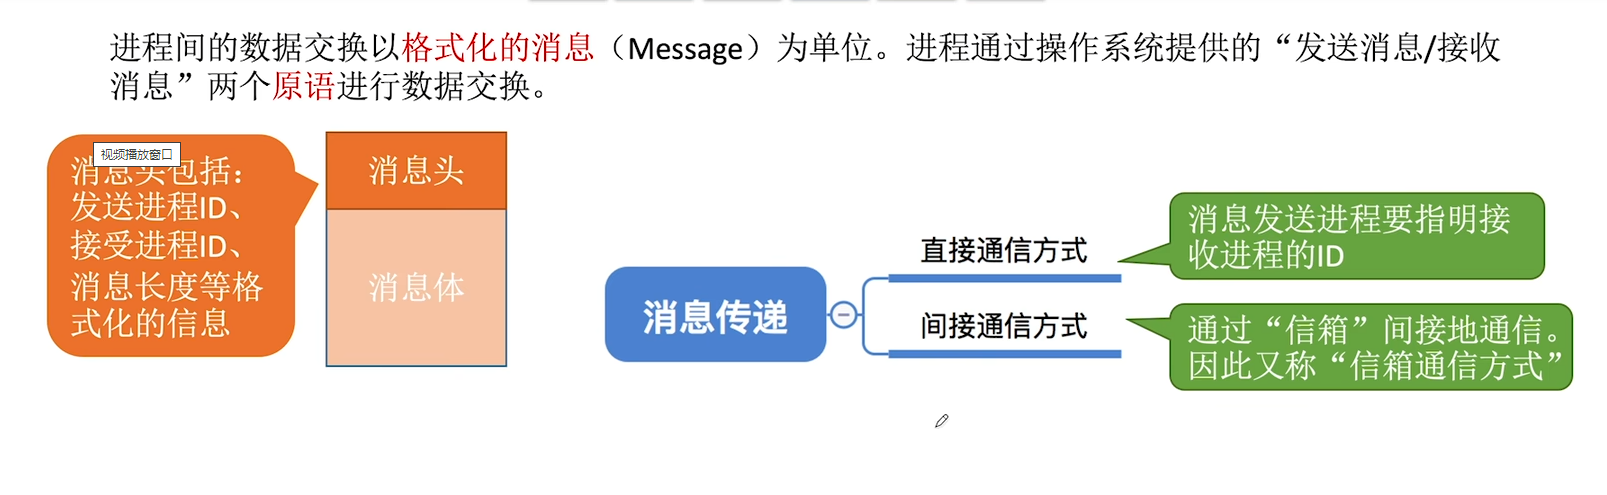 进程间的数据交换以格式化的消息（Message）为单位。进程通过操作系统提供的“发送消息/接收
消息”两个原语进行数据交换。
视频播放窗口
消息头包括：
发送进程ID、
接受进程ID、
消息长度等格
式化的信息
消息头
消息体
消息传递
直接通信方式
间接通信方式
消息发送进程要指明接
收进程的ID
通过“信箱”间接地通信。
因此又称“信箱通信方式”